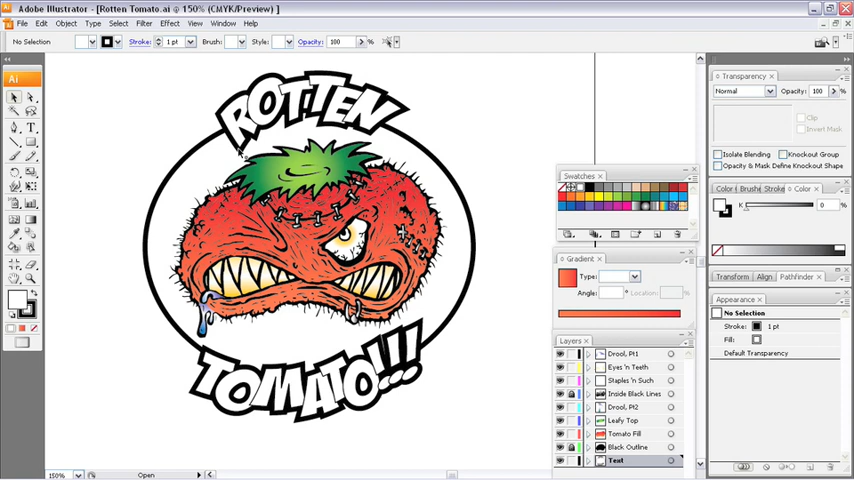 Adobe Illustrator - [Rotten Tomato.ai @ 150% (CMYK/Preview) ]
File Edit Object Type Select Filter Effect View Window Help
No Selection Stroke: 1 pt Brush: Style: Opacity: 100 %
Ai
ROTTEN
TOMATO!!!
Transparency
Normal Opacity: 100 %
Clip
Invert Mask
Isolate Blending Knockout Group
Opacity & Mask Define Knockout Shape
Swatches
Color Brushe Stroke Color
K 0 %
Gradient
Type:
Angle: ° Location: %
Transform Align Pathfinder
Appearance
No Selection
Stroke: 1 pt
Fill:
Default Transparency
Layers
Drool, Pt1
Eyes 'n Teeth
Staples 'n Such
Inside Black Lines
Drool, Pt2
Leafy Top
Tomato Fill
Black Outline
Text
150% Open